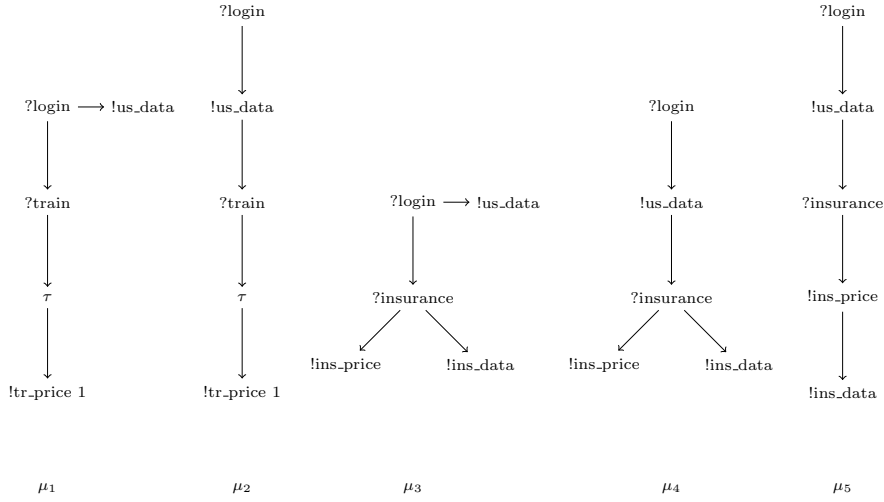 ?login ?login
?login !us_data !us_data ?login !us_data
?train ?train ?login !us_data !us_data ?insurance
τ τ ?insurance ?insurance !ins_price
!ins_price !ins_data !ins_price !ins_data
!tr_price 1 !tr_price 1 !ins_data
μ1 μ2 μ3 μ4 μ5